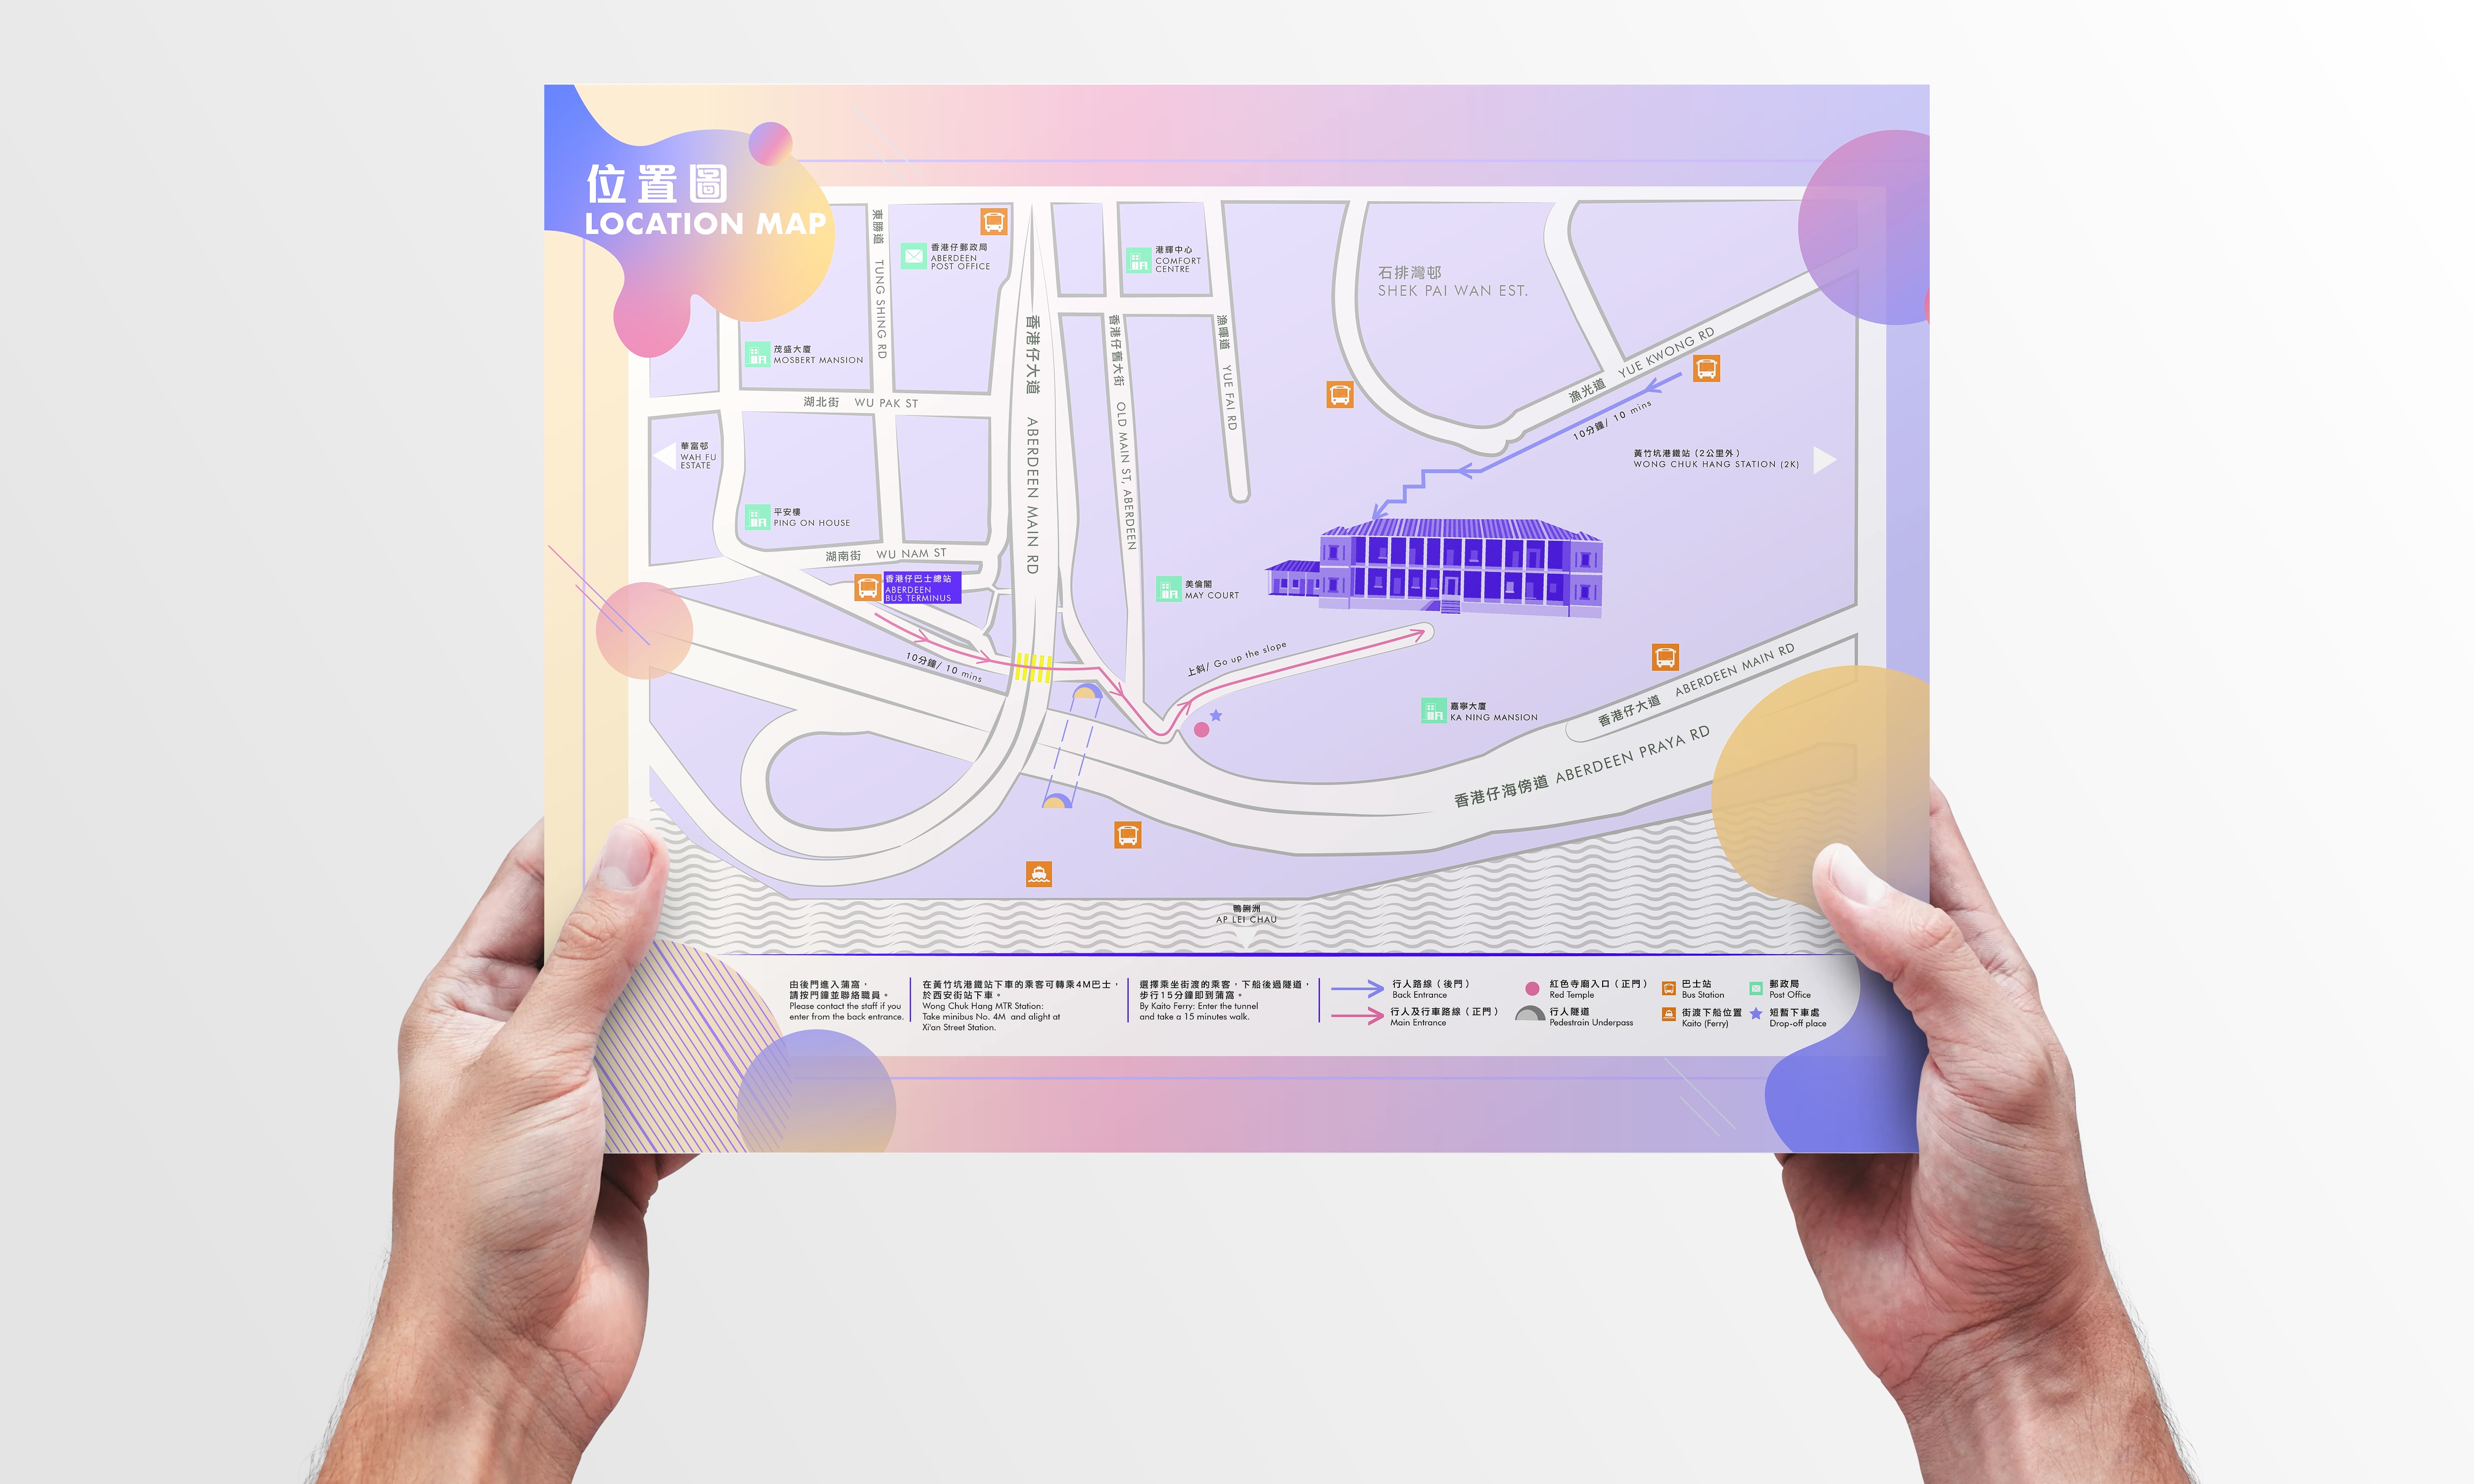 位置圖
LOCATION MAP
東勝道 TUNG SHING RD
香港仔郵政局
ABERDEEN
POST OFFICE
港輝中心
COMFORT
CENTRE
石排灣邨
SHEK PAI WAN EST.
茂盛大廈
MOSBERT MANSION
香港仔大道 ABERDEEN MAIN RD
香港仔舊大街 OLD MAIN ST, ABERDEEN
漁暉道 YUE FAI RD
漁光道 YUE KWONG RD
湖北街 WU PAK ST
10分鐘/ 10 mins
華富邨
WAH FU
ESTATE
黃竹坑港鐵站（2公里外）
WONG CHUK HANG STATION (2K)
平安樓
PING ON HOUSE
湖南街 WU NAM ST
香港仔巴士總站
ABERDEEN
BUS TERMINUS
美倫閣
MAY COURT
10分鐘/ 10 mins
上斜/ Go up the slope
香港仔大道 ABERDEEN MAIN RD
嘉寧大廈
KA NING MANSION
香港仔海傍道 ABERDEEN PRAYA RD
鴨脷洲
AP LEI CHAU
由後門進入蒲窩，
請按門鐘並聯絡職員。
Please contact the staff if you
enter from the back entrance.
在黃竹坑港鐵站下車的乘客可轉乘4M巴士，
於西安街站下車。
Wong Chuk Hang MTR Station:
Take minibus No. 4M and alight at
Xi'an Street Station.
選擇乘坐街渡的乘客，下船後過隧道，
步行15分鐘即到蒲窩。
By Kaito Ferry: Enter the tunnel
and take a 15 minutes walk.
行人路線（後門）
Back Entrance
行人及行車路線（正門）
Main Entrance
紅色寺廟入口（正門）
Red Temple
行人隧道
Pedestrain Underpass
巴士站
Bus Station
街渡下船位置
Kaito (Ferry)
郵政局
Post Office
短暫下車處
Drop-off place